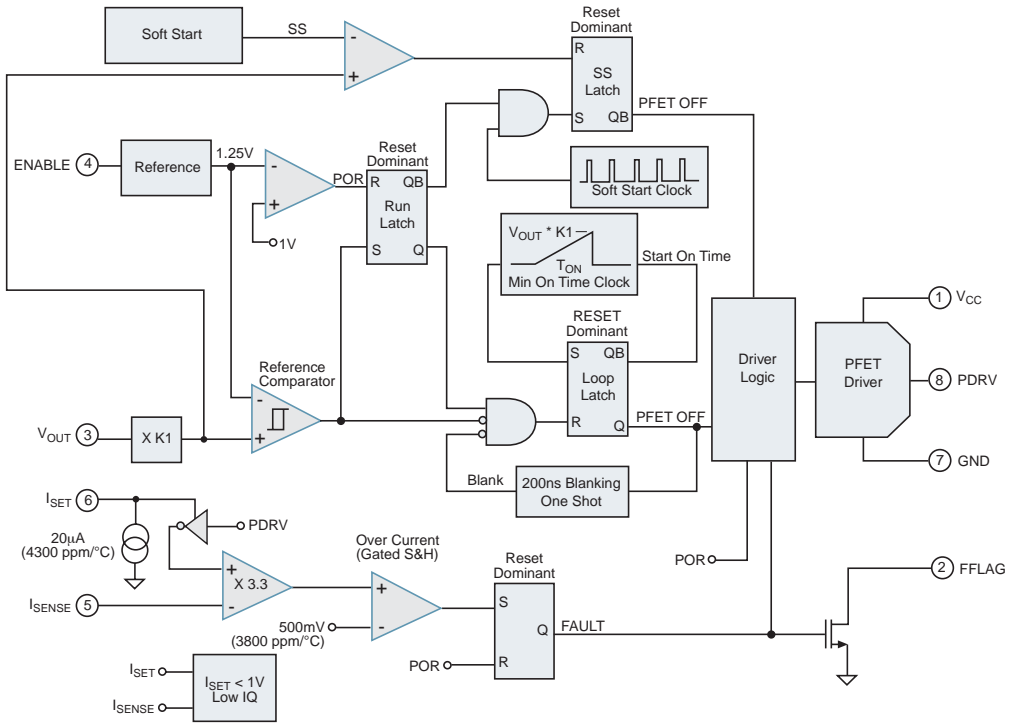 Soft Start
SS
-
+
Reset
Dominant
R
SS
Latch
S
QB
PFET OFF
Soft Start Clock
ENABLE
4
Reference
1.25V
-
+
1V
POR
Reset
Dominant
R
QB
Run
Latch
S
Q
VOUT * K1
TON
Min On Time Clock
Start On Time
RESET
Dominant
S
QB
Loop
Latch
R
Q
PFET OFF
Driver
Logic
PFET
Driver
1
VCC
8
PDRV
7
GND
Reference
Comparator
-
+
VOUT
3
X K1
Blank
200ns Blanking
One Shot
ISET
6
20μA
(4300 ppm/°C)
PDRV
+
X 3.3
-
ISENSE
5
Over Current
(Gated S&H)
+
-
500mV
(3800 ppm/°C)
Reset
Dominant
S
Q
R
POR
FAULT
POR
2
FFLAG
ISET
ISENSE
ISET < 1V
Low IQ